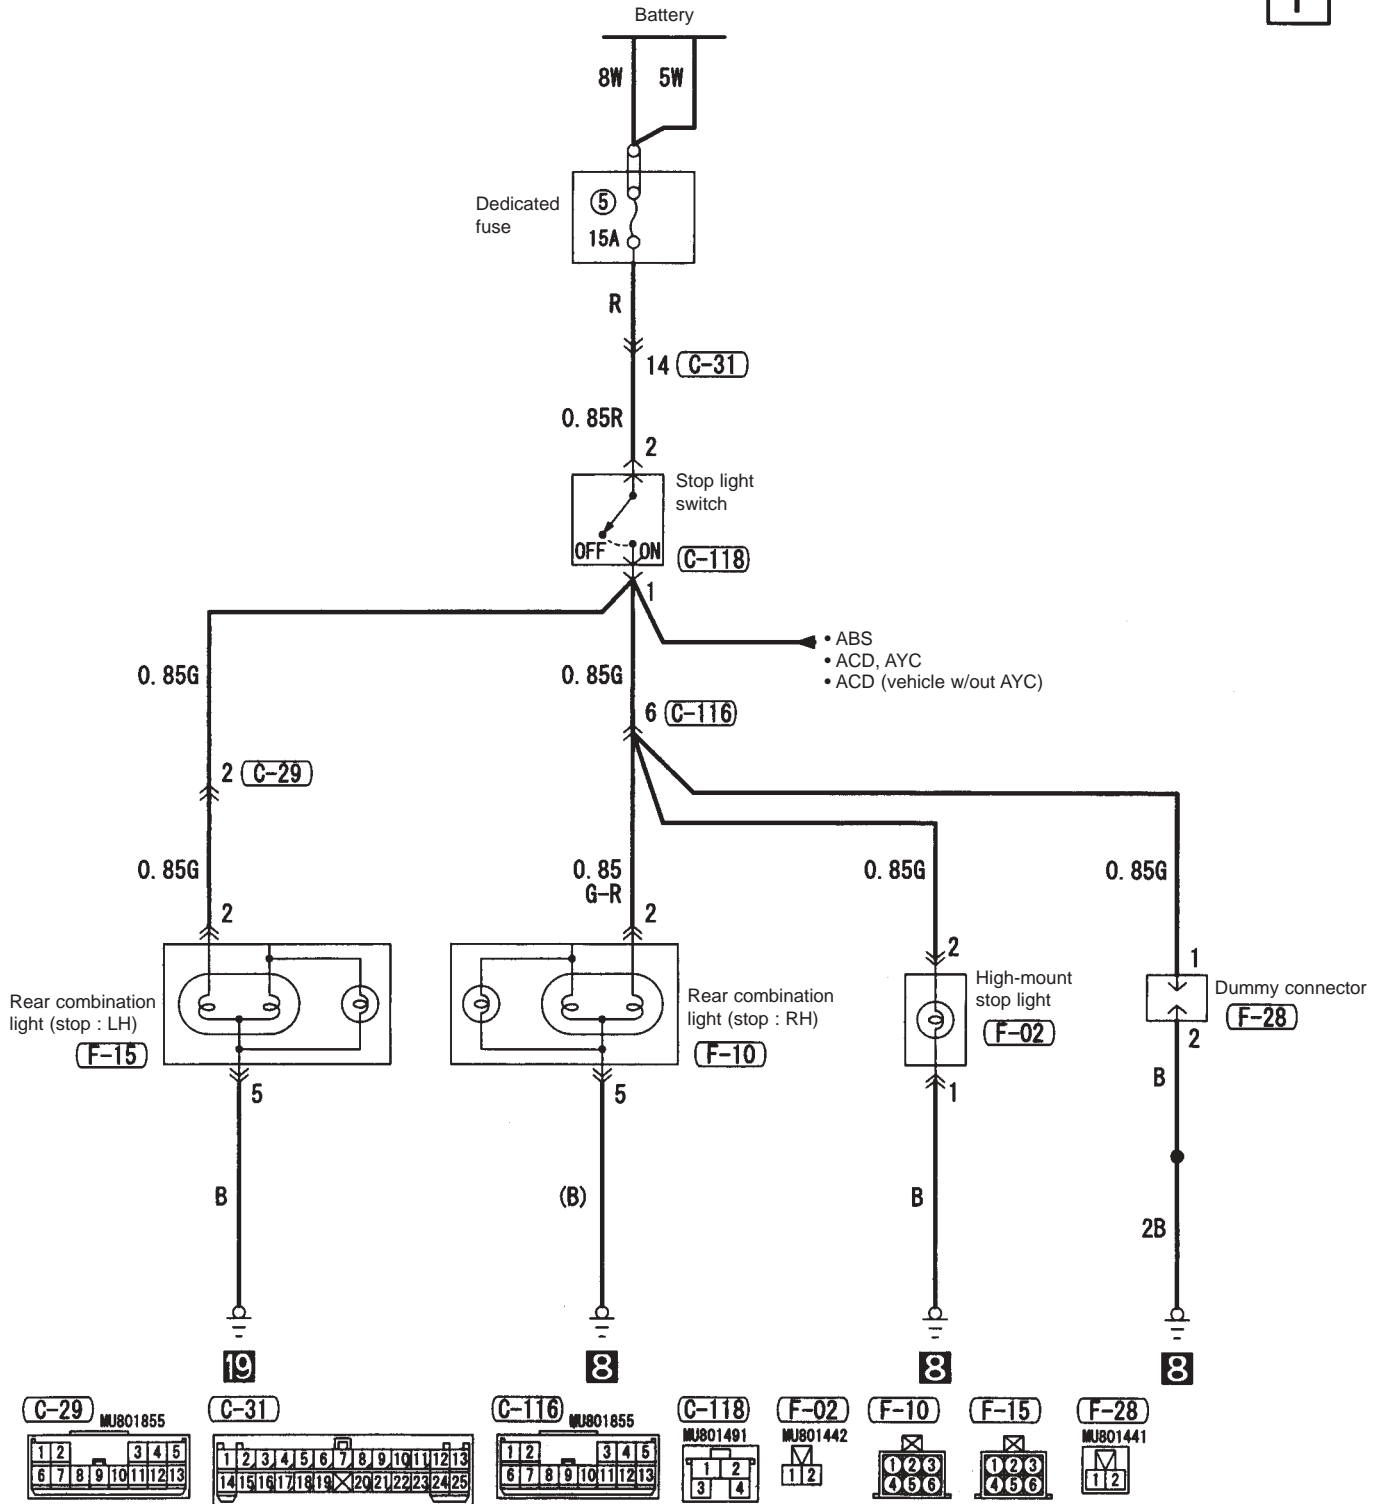 Battery
8W 5W
Dedicated
fuse
5
15A
R
14 C-31
0.85R
2
Stop light
switch
OFF ON
C-118
1
• ABS
• ACD, AYC
• ACD (vehicle w/out AYC)
0.85G 0.85G
6 C-116
2 C-29
0.85G 0.85 0.85G 0.85G
G-R
2 2 2 1
Rear combination
light (stop : LH)
F-15
Rear combination
light (stop : RH)
F-10
High-mount
stop light
F-02
Dummy connector
F-28
5 5 1 2
B
B (B) B
2B
19 8 8 8
C-29 MU801855
1 2 3 4 5
6 7 8 9 10 11 12 13
C-31
1 2 3 4 5 6 7 8 9 10 11 12 13
14 15 16 17 18 19 20 21 22 23 24 25
C-116 MU801855
1 2 3 4 5
6 7 8 9 10 11 12 13
C-118
MU801491
1 2
3 4
F-02
MU801442
1 2
F-10
1 2 3
4 5 6
F-15
1 2 3
4 5 6
F-28
MU801441
1 2